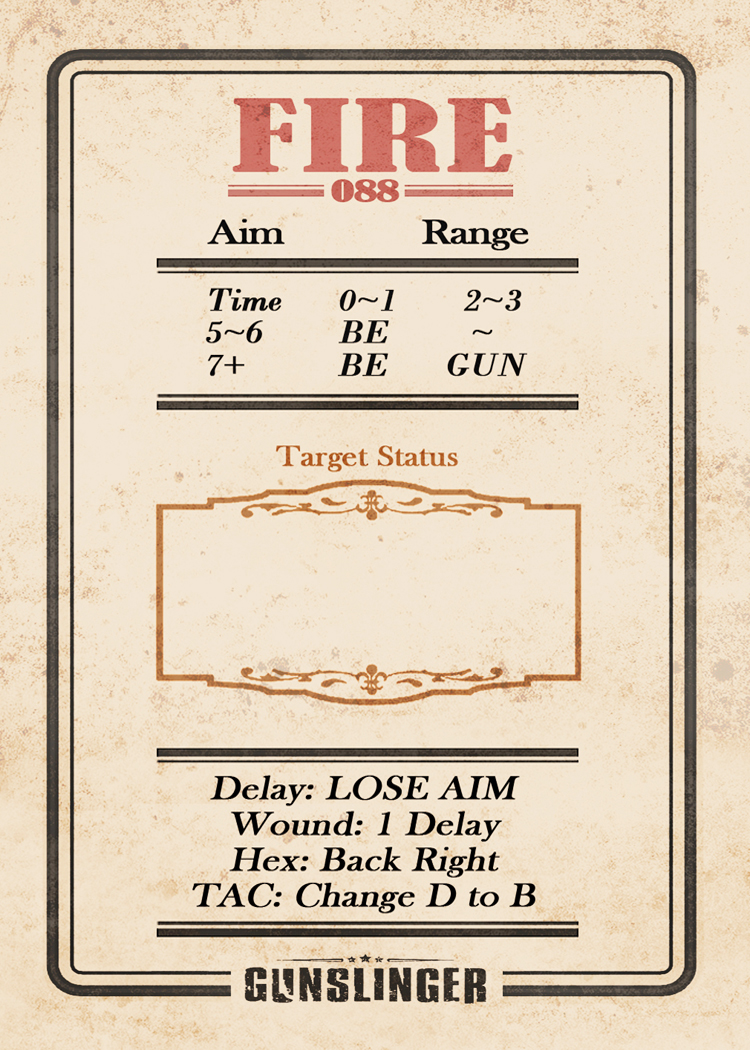 FIRE
088
Aim Range
Time 0~1 2~3
5~6 BE ~
7+ BE GUN
Target Status
Delay: LOSE AIM
Wound: 1 Delay
Hex: Back Right
TAC: Change D to B
GUNSLINGER